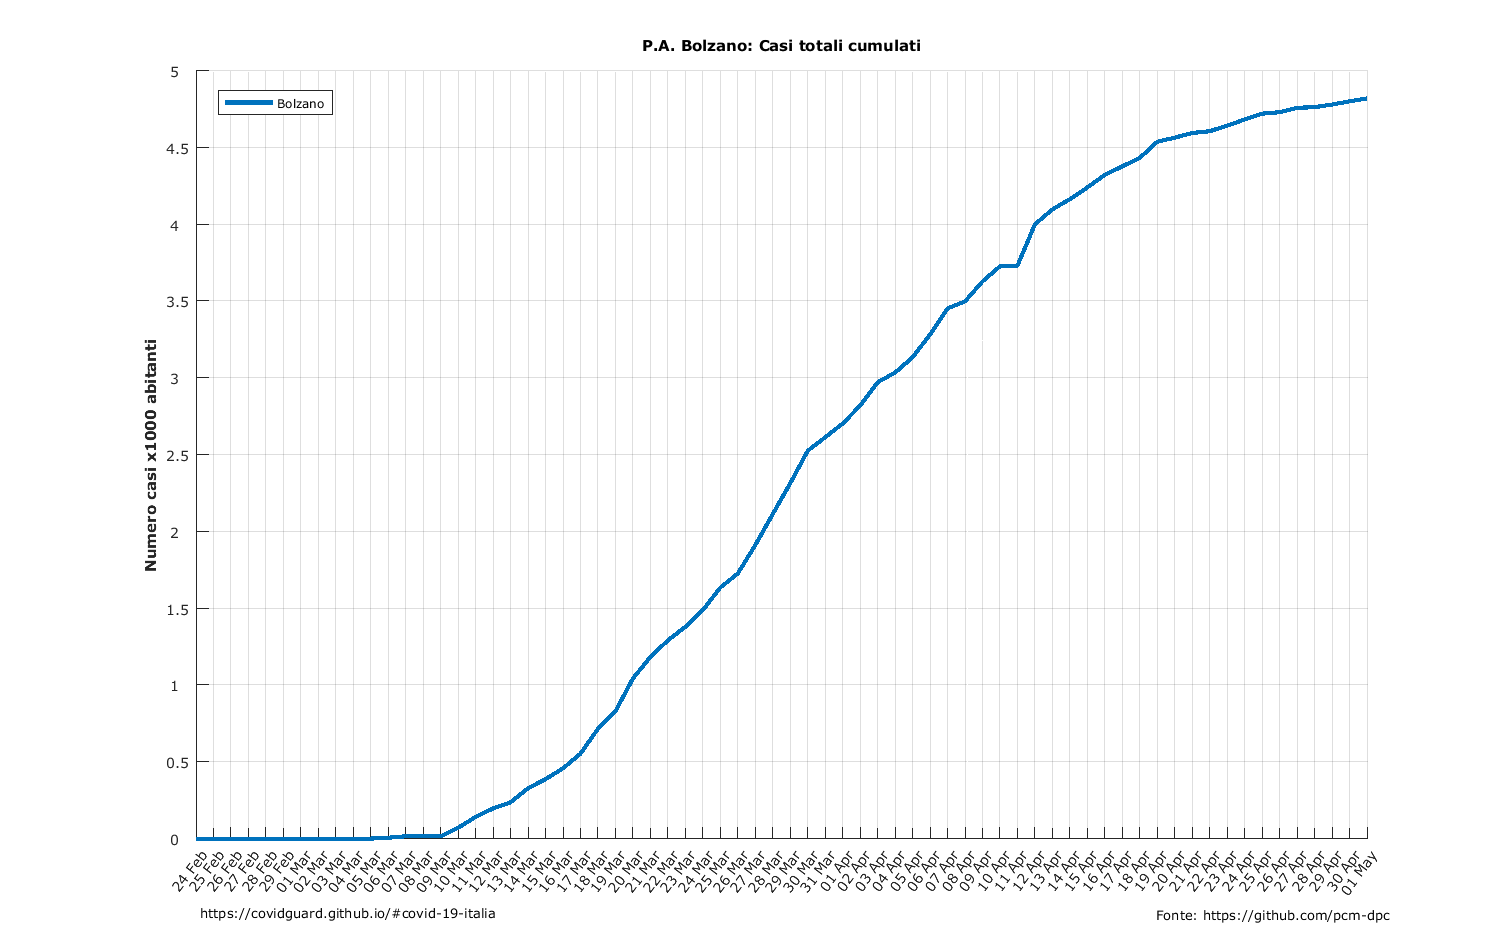 P.A. Bolzano: Casi totali cumulati
Bolzano
Numero casi x1000 abitanti
5
4.5
4
3.5
3
2.5
2
1.5
1
0.5
0
24 Feb
25 Feb
26 Feb
27 Feb
28 Feb
29 Feb
01 Mar
02 Mar
03 Mar
04 Mar
05 Mar
06 Mar
07 Mar
08 Mar
09 Mar
10 Mar
11 Mar
12 Mar
13 Mar
14 Mar
15 Mar
16 Mar
17 Mar
18 Mar
19 Mar
20 Mar
21 Mar
22 Mar
23 Mar
24 Mar
25 Mar
26 Mar
27 Mar
28 Mar
29 Mar
30 Mar
31 Mar
01 Apr
02 Apr
03 Apr
04 Apr
05 Apr
06 Apr
07 Apr
08 Apr
09 Apr
10 Apr
11 Apr
12 Apr
13 Apr
14 Apr
15 Apr
16 Apr
17 Apr
18 Apr
19 Apr
20 Apr
21 Apr
22 Apr
23 Apr
24 Apr
25 Apr
26 Apr
27 Apr
28 Apr
29 Apr
30 Apr
01 May
https://covidguard.github.io/#covid-19-italia
Fonte: https://github.com/pcm-dpc